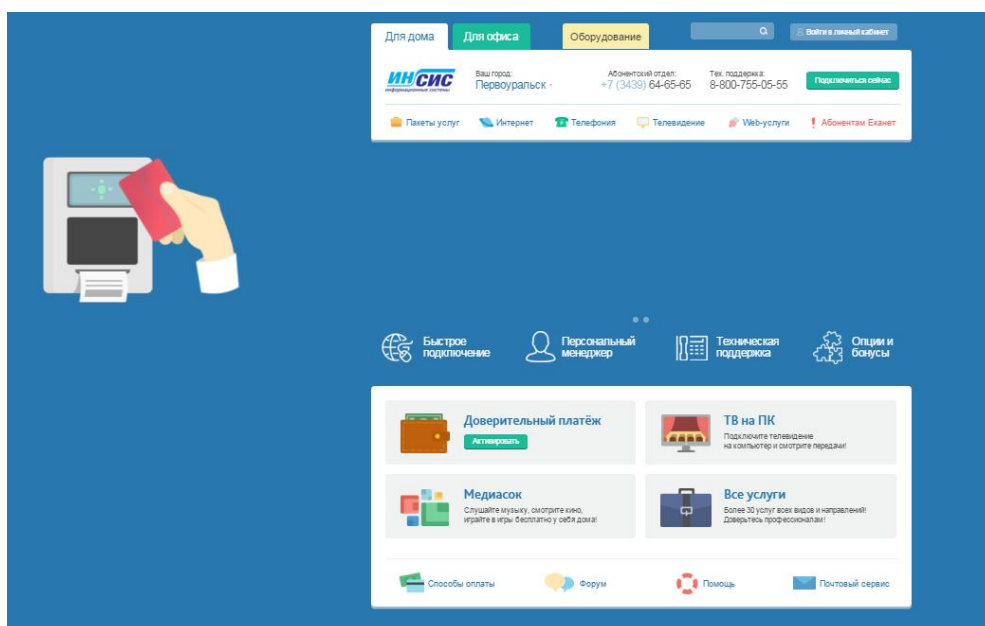 Для дома Для офиса Оборудование Войти в личный кабинет
ИНСИС
информационные системы
Ваш город:
Первоуральск
Абонентский отдел:
+7 (3439) 64-65-65
Тех. поддержка:
8-800-755-05-55
Подключиться сейчас
Пакеты услуг Интернет Телефония Телевидение Web-услуги Абонентам Еканет
Быстрое
подключение
Персональный
менеджер
Техническая
поддержка
Опции и
бонусы
Доверительный платёж
Активировать
ТВ на ПК
Подключите телевидение
на компьютер и смотрите передачи!
Медиасок
Слушайте музыку, смотрите кино,
играйте в игры бесплатно у себя дома!
Все услуги
Более 30 услуг всех видов и направлений!
Доверьтесь профессионалам!
Способы оплаты Форум Помощь Почтовый сервис